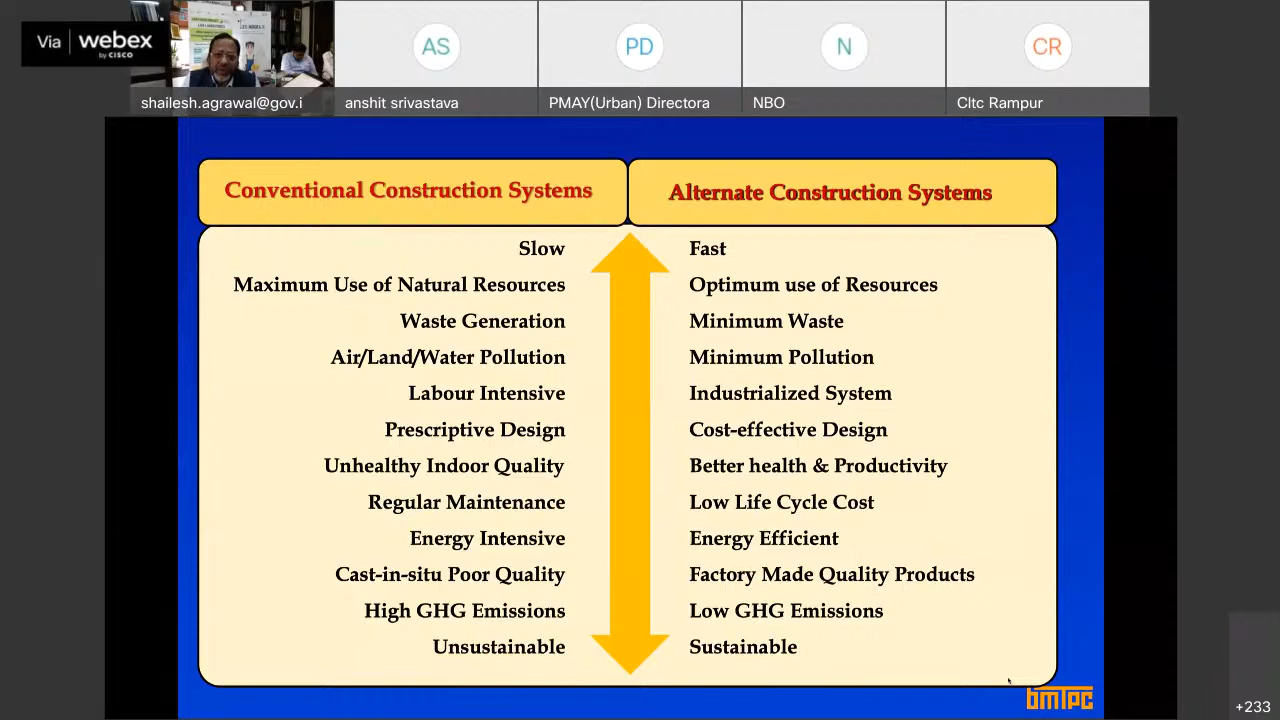 Via webex
by CISCO
AS
PD
N
CR
shailesh.agrawal@gov.i
anshit srivastava
PMAY(Urban) Directora
NBO
Cltc Rampur
Conventional Construction Systems
Alternate Construction Systems
Slow
Fast
Maximum Use of Natural Resources
Optimum use of Resources
Waste Generation
Minimum Waste
Air/Land/Water Pollution
Minimum Pollution
Labour Intensive
Industrialized System
Prescriptive Design
Cost-effective Design
Unhealthy Indoor Quality
Better health & Productivity
Regular Maintenance
Low Life Cycle Cost
Energy Intensive
Energy Efficient
Cast-in-situ Poor Quality
Factory Made Quality Products
High GHG Emissions
Low GHG Emissions
Unsustainable
Sustainable
bmTPC
+233